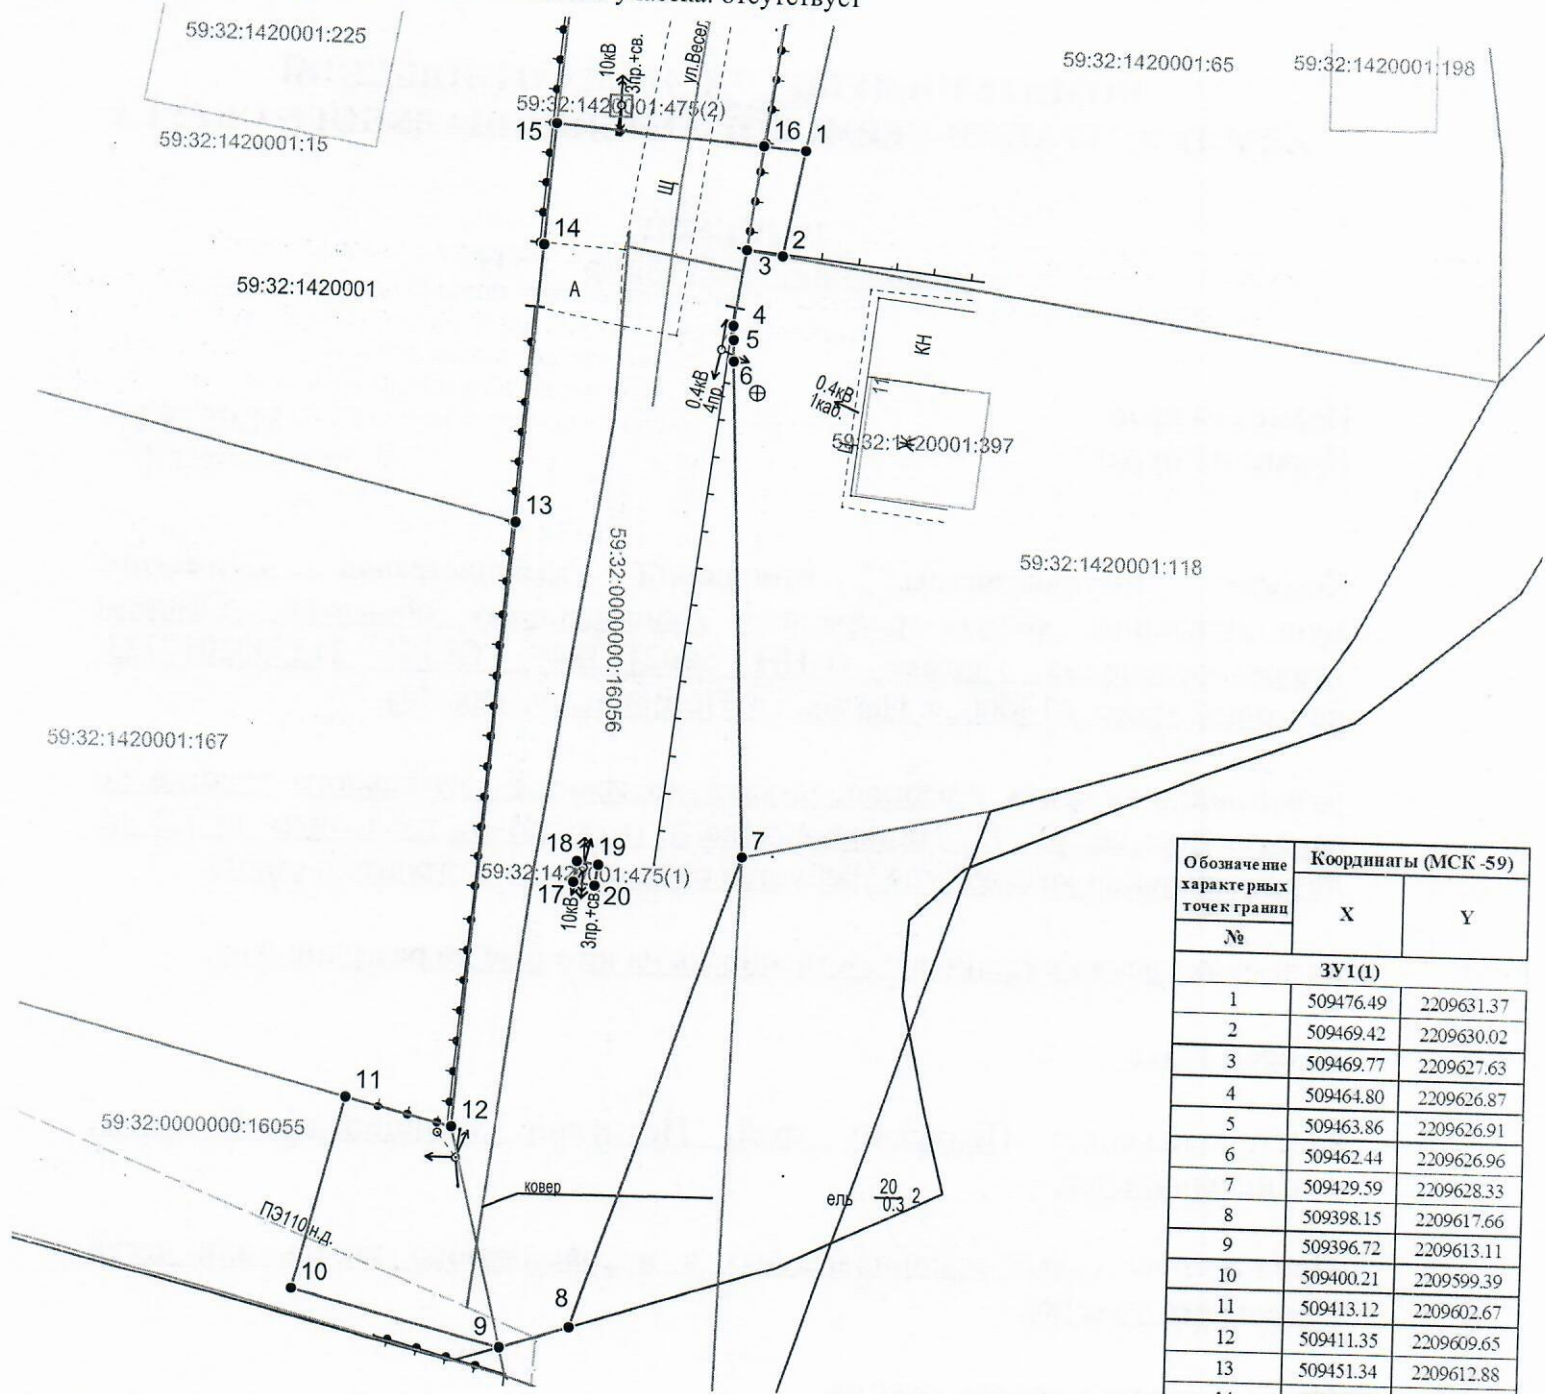 отсутствует
59:32:1420001:225
10кВ
3пр.+св.
ул.Весел.
59:32:1420001:65
59:32:1420001:198
59:32:1420001:475(2)
15
16
1
59:32:1420001:15
Щ
14
2
3
59:32:1420001
А
4
5
6
КН
0.4кВ
4пр.
0.4кВ
1каб.
11
59:32:1420001:397
Ж
13
59:32:0000000:16056
59:32:1420001:118
59:32:1420001:167
18
19
7
59:32:1420001:475(1)
17
20
10кВ
3пр.+св.
11
12
59:32:0000000:16055
ковер
ель
20
0.3
2
ПЭ110 н.д.
10
9
8
Обозначение характерных точек границ
Координаты (МСК -59)
№
X
Y
ЗУ1(1)
1 509476.49 2209631.37
2 509469.42 2209630.02
3 509469.77 2209627.63
4 509464.80 2209626.87
5 509463.86 2209626.91
6 509462.44 2209626.96
7 509429.59 2209628.33
8 509398.15 2209617.66
9 509396.72 2209613.11
10 509400.21 2209599.39
11 509413.12 2209602.67
12 509411.35 2209609.65
13 509451.34 2209612.88